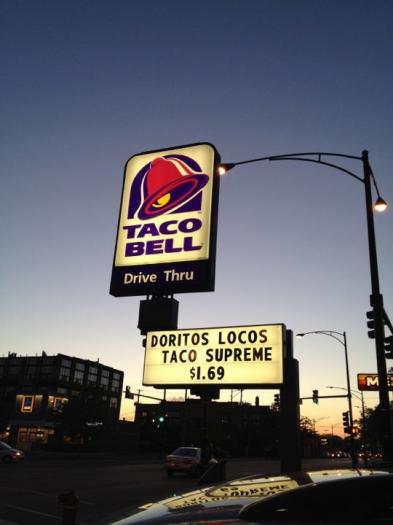 TACO
BELL
Drive Thru
DORITOS LOCOS
TACO SUPREME
$1.69
M